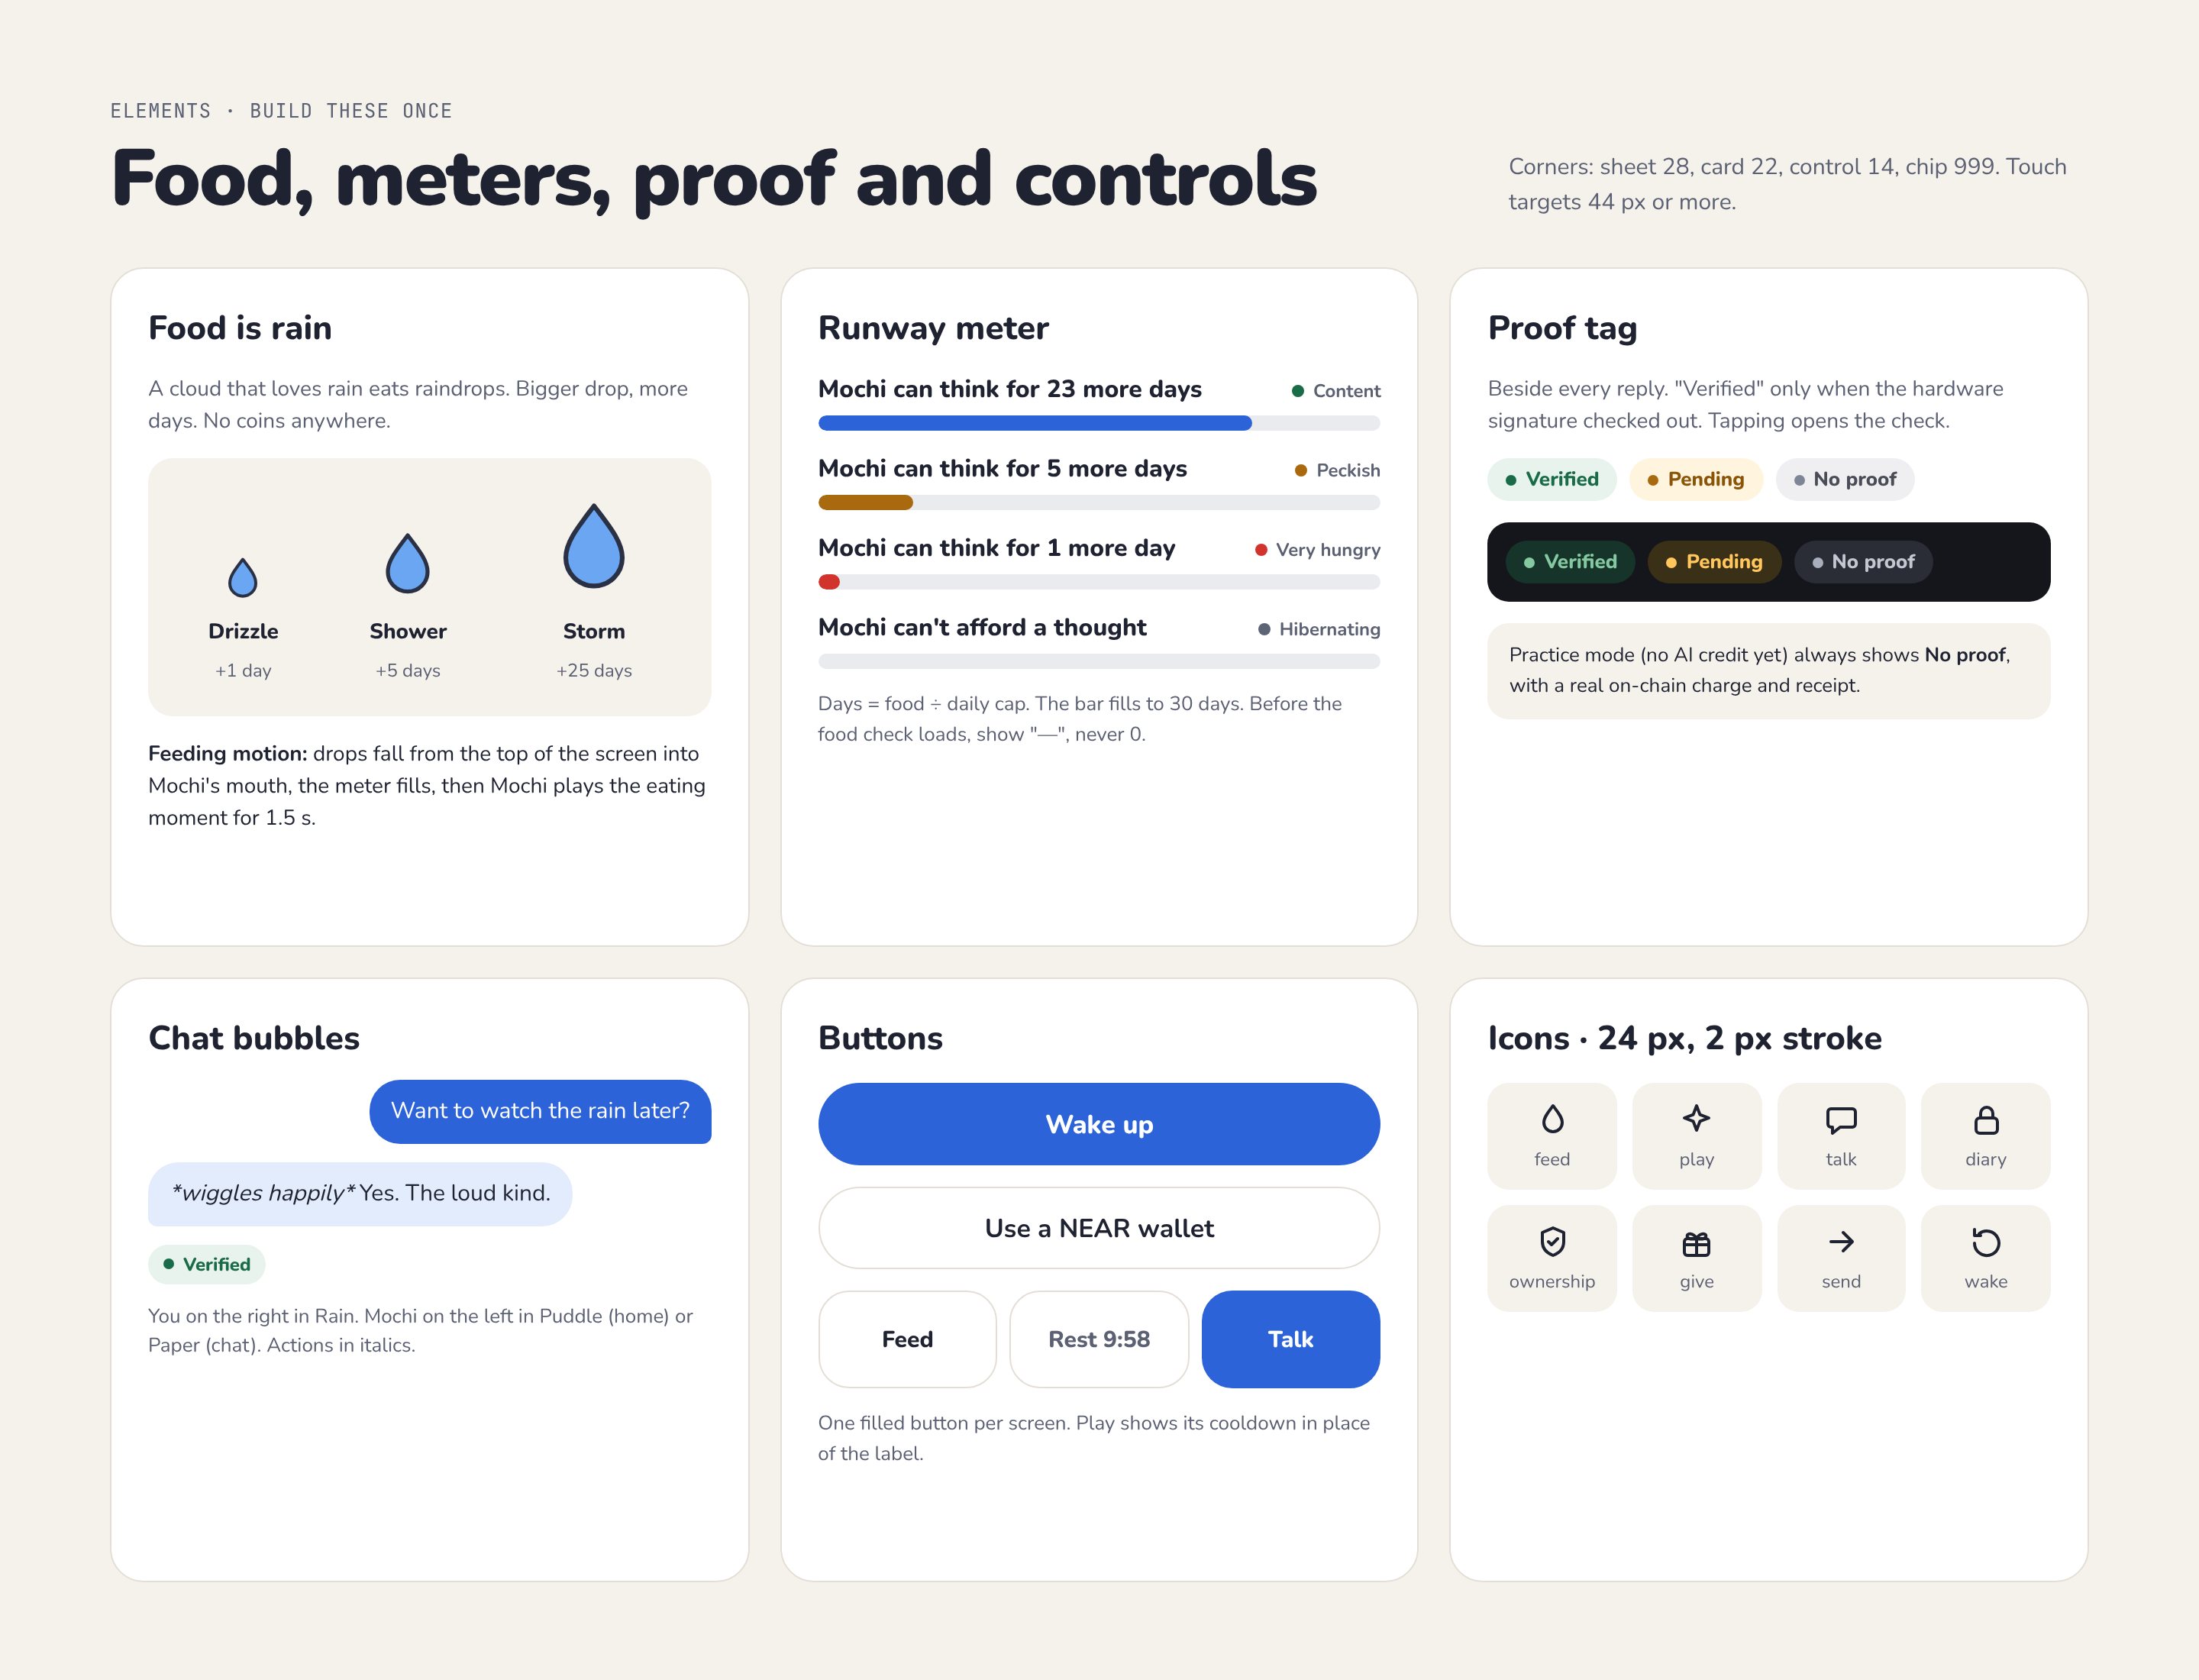 ELEMENTS · BUILD THESE ONCE
Food, meters, proof and controls
Corners: sheet 28, card 22, control 14, chip 999. Touch
targets 44 px or more.
Food is rain
A cloud that loves rain eats raindrops. Bigger drop, more
days. No coins anywhere.
Drizzle
+1 day
Shower
+5 days
Storm
+25 days
Feeding motion: drops fall from the top of the screen into
Mochi's mouth, the meter fills, then Mochi plays the eating
moment for 1.5 s.
Runway meter
Mochi can think for 23 more days
Content
Mochi can think for 5 more days
Peckish
Mochi can think for 1 more day
Very hungry
Mochi can't afford a thought
Hibernating
Days = food ÷ daily cap. The bar fills to 30 days. Before the
food check loads, show "—", never 0.
Proof tag
Beside every reply. "Verified" only when the hardware
signature checked out. Tapping opens the check.
Verified
Pending
No proof
Verified
Pending
No proof
Practice mode (no AI credit yet) always shows No proof,
with a real on-chain charge and receipt.
Chat bubbles
Want to watch the rain later?
*wiggles happily* Yes. The loud kind.
Verified
You on the right in Rain. Mochi on the left in Puddle (home) or
Paper (chat). Actions in italics.
Buttons
Wake up
Use a NEAR wallet
Feed
Rest 9:58
Talk
One filled button per screen. Play shows its cooldown in place
of the label.
Icons · 24 px, 2 px stroke
feed
play
talk
diary
ownership
give
send
wake